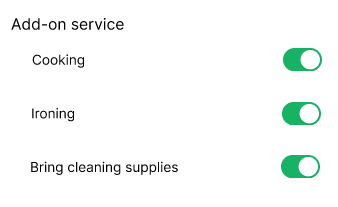 Add-on service
Cooking
Ironing
Bring cleaning supplies